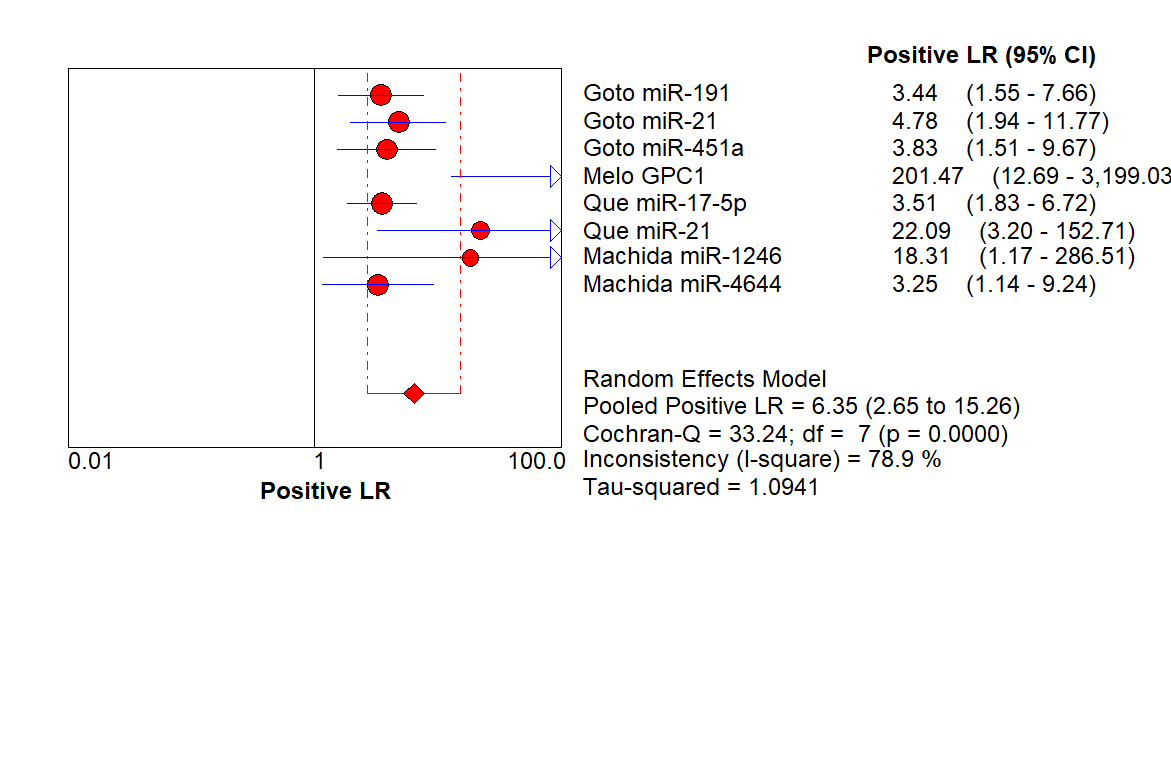 Positive LR (95% CI)
Goto miR-191 3.44 (1.55 - 7.66)
Goto miR-21 4.78 (1.94 - 11.77)
Goto miR-451a 3.83 (1.51 - 9.67)
Melo GPC1 201.47 (12.69 - 3,199.03
Que miR-17-5p 3.51 (1.83 - 6.72)
Que miR-21 22.09 (3.20 - 152.71)
Machida miR-1246 18.31 (1.17 - 286.51)
Machida miR-4644 3.25 (1.14 - 9.24)
Random Effects Model
Pooled Positive LR = 6.35 (2.65 to 15.26)
Cochran-Q = 33.24; df = 7 (p = 0.0000)
Inconsistency (I-square) = 78.9 %
Tau-squared = 1.0941
0.01 1 100.0
Positive LR